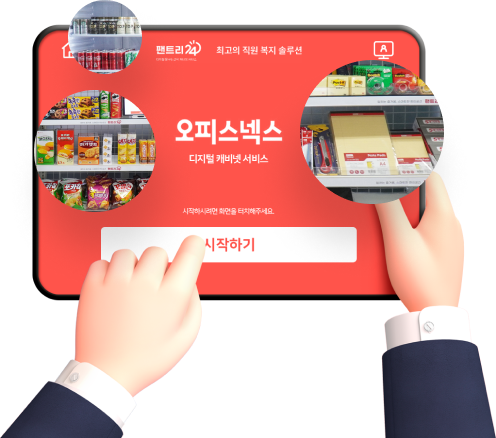 팬트리24
최고의 직원 복지 솔루션
오피스넥스
디지털 캐비넷 서비스
시작하시려면 화면을 터치해주세요.
시작하기